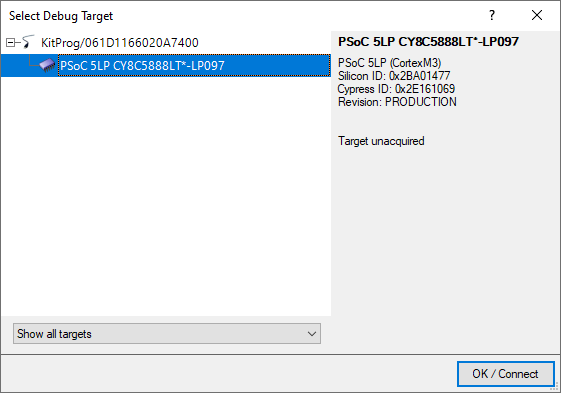 Select Debug Target
?
KitProg/061D1166020A7400
PSoC 5LP CY8C5888LT*-LP097
PSoC 5LP CY8C5888LT*-LP097
PSoC 5LP (CortexM3)
Silicon ID: 0x2BA01477
Cypress ID: 0x2E161069
Revision: PRODUCTION
Target unacquired
Show all targets
OK / Connect